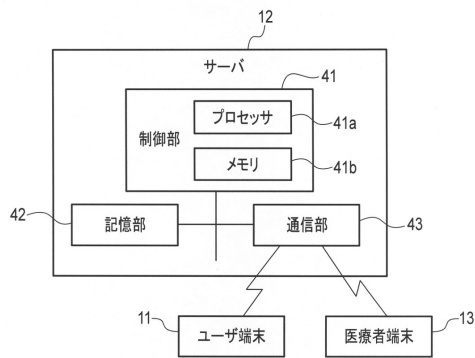 12
サーバ
41
プロセッサ
41a
制御部
メモリ
41b
42
記憶部
通信部
43
11
ユーザ端末
医療者端末
13